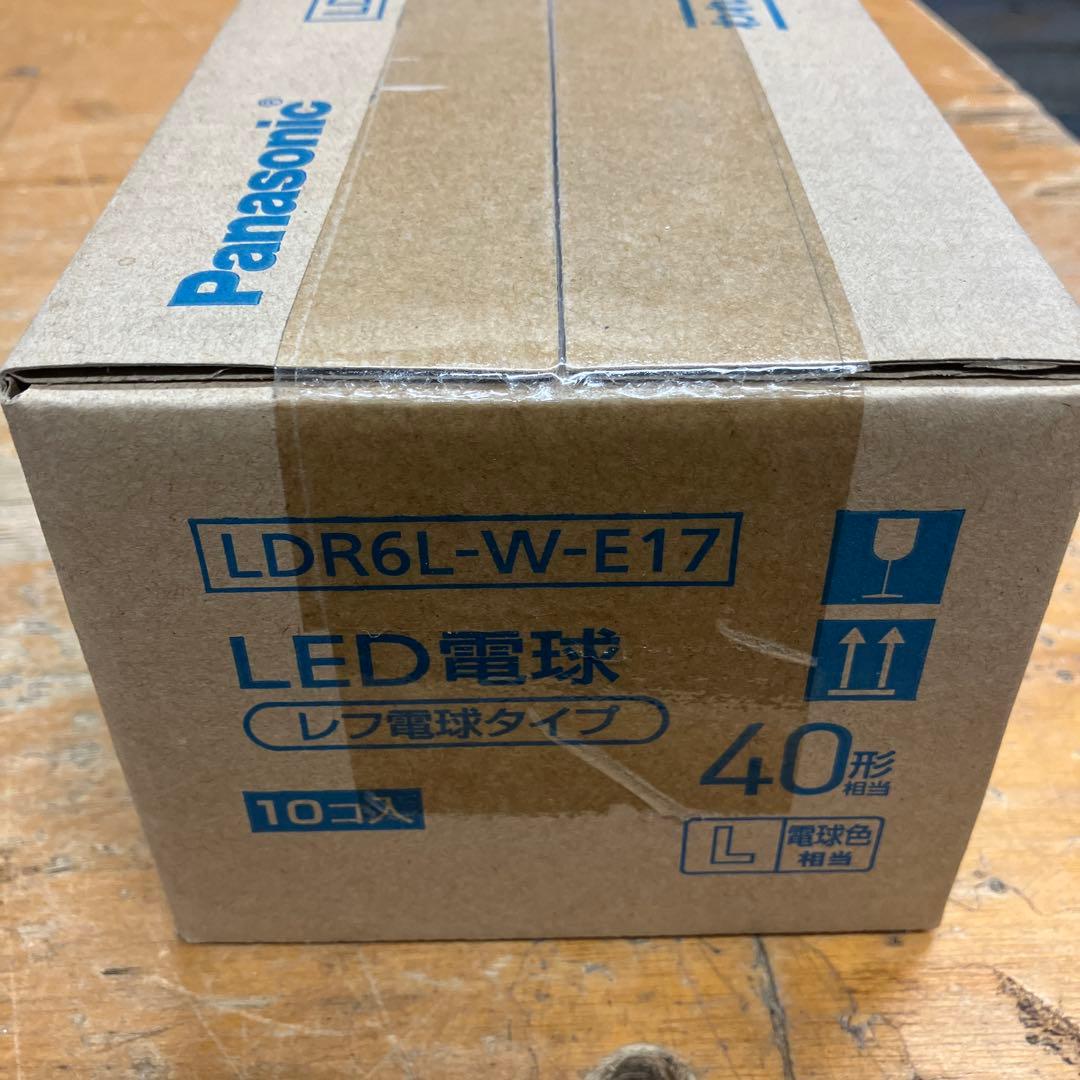 Panasonic®
LDR6L-W-E17
LED電球
レフ電球タイプ
10コ入
40形
相当
L 電球色
相当